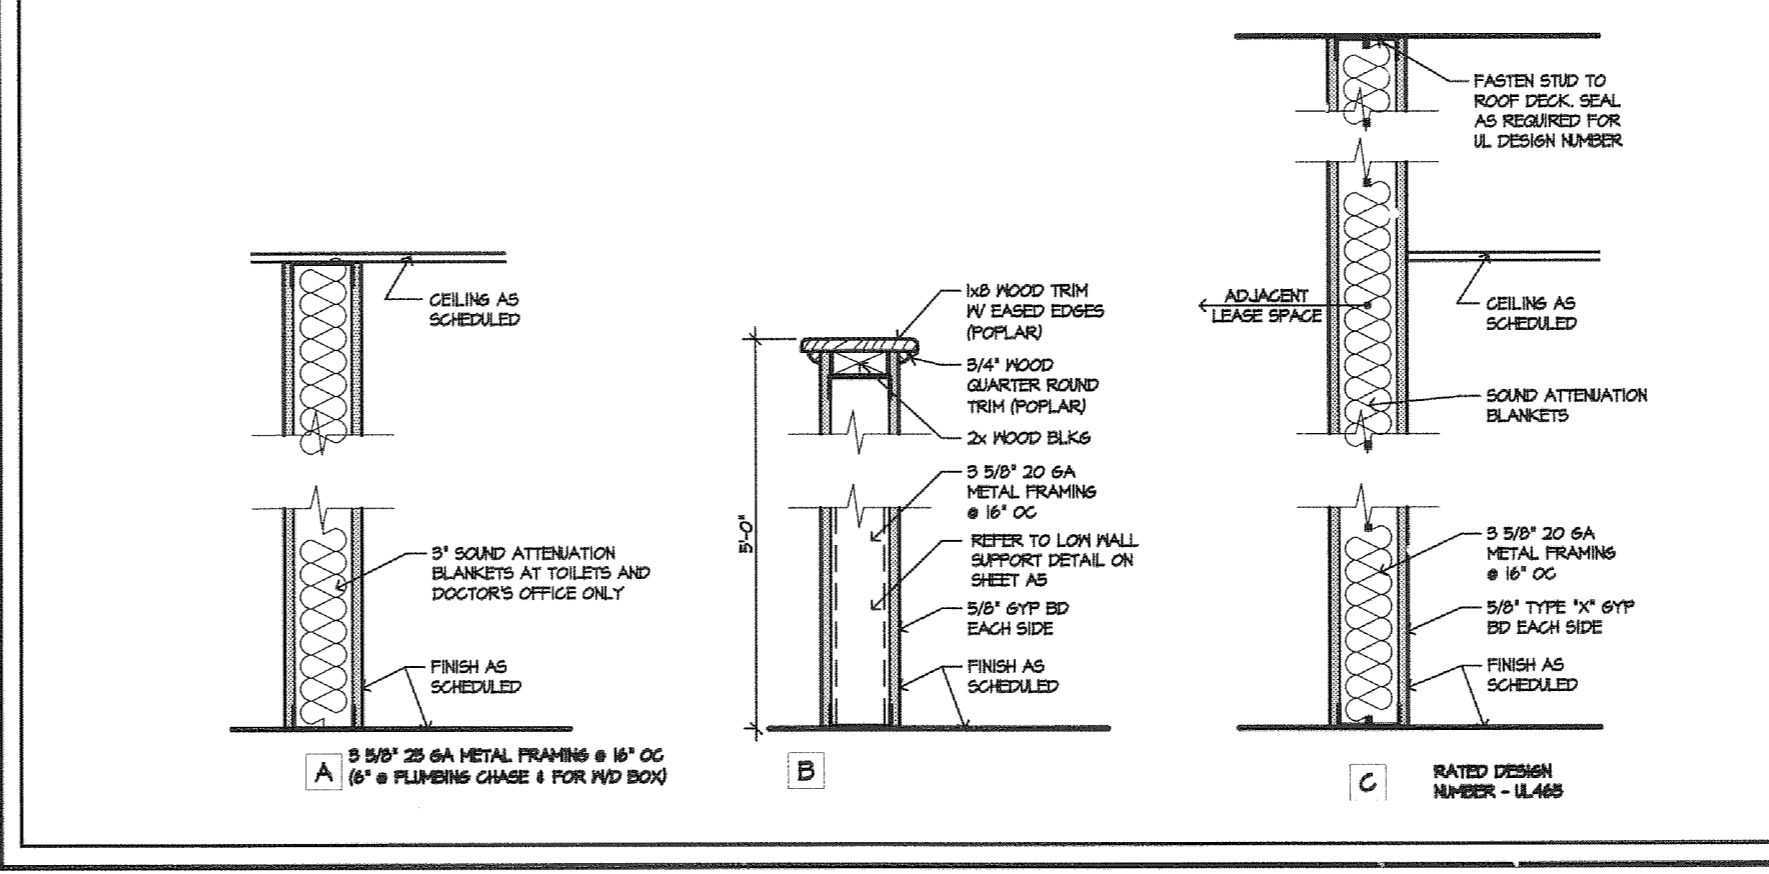 CEILING AS
SCHEDULED
3" SOUND ATTENUATION
BLANKETS AT TOILETS AND
DOCTOR'S OFFICE ONLY
FINISH AS
SCHEDULED
A
3 5/8" 25 GA METAL FRAMING @ 16" OC
(6" @ PLUMBING CHASE & FOR W/D BOX)
5'-0"
1x8 WOOD TRIM
W/ EASED EDGES
(POPLAR)
3/4" WOOD
QUARTER ROUND
TRIM (POPLAR)
2x WOOD BLKG
3 5/8" 20 GA
METAL FRAMING
@ 16" OC
REFER TO LOW WALL
SUPPORT DETAIL ON
SHEET A5
5/8" GYP BD
EACH SIDE
FINISH AS
SCHEDULED
B
FASTEN STUD TO
ROOF DECK. SEAL
AS REQUIRED FOR
UL DESIGN NUMBER
ADJACENT
LEASE SPACE
CEILING AS
SCHEDULED
SOUND ATTENUATION
BLANKETS
3 5/8" 20 GA
METAL FRAMING
@ 16" OC
5/8" TYPE "X" GYP
BD EACH SIDE
FINISH AS
SCHEDULED
C
RATED DESIGN
NUMBER - UL465